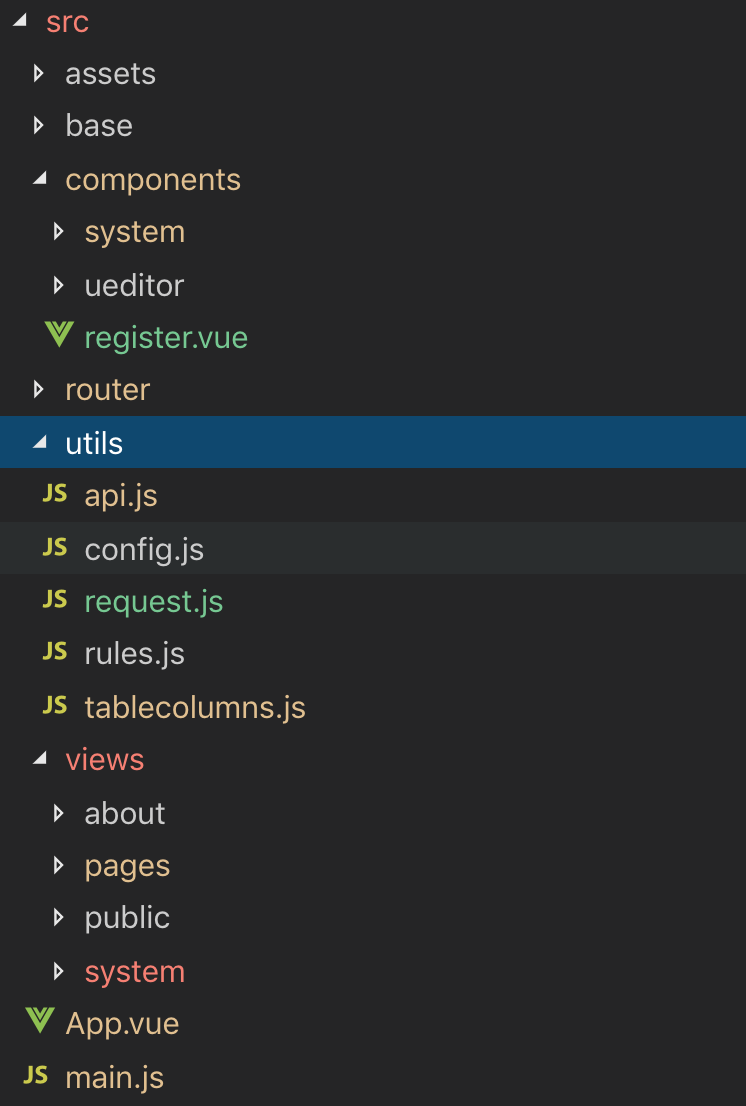 src
assets
base
components
system
ueditor
register.vue
router
utils
JS api.js
JS config.js
JS request.js
JS rules.js
JS tablecolumns.js
views
about
pages
public
system
App.vue
JS main.js